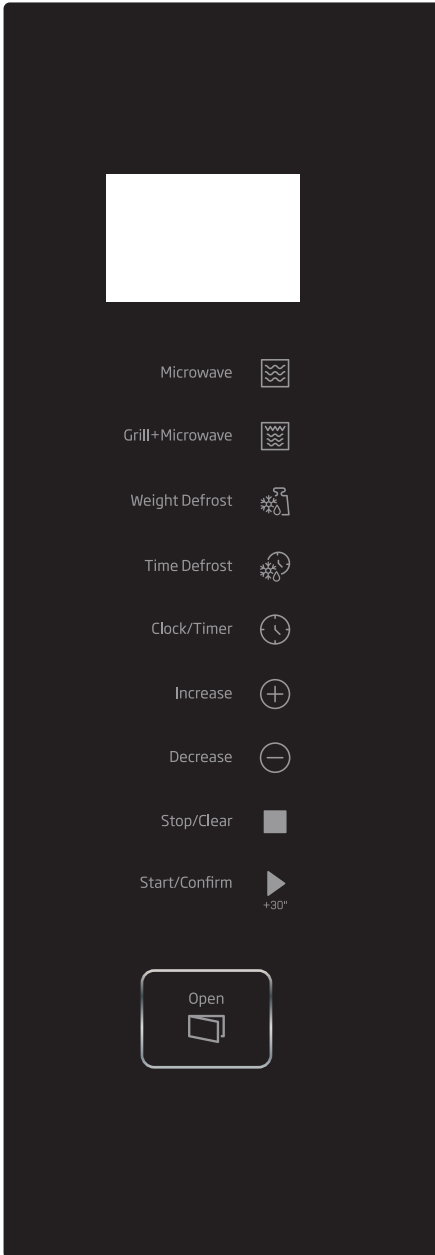 Microwave
Grill+Microwave
Weight Defrost
Time Defrost
Clock/Timer
Increase
Decrease
Stop/Clear
Start/Confirm
+30"
Open